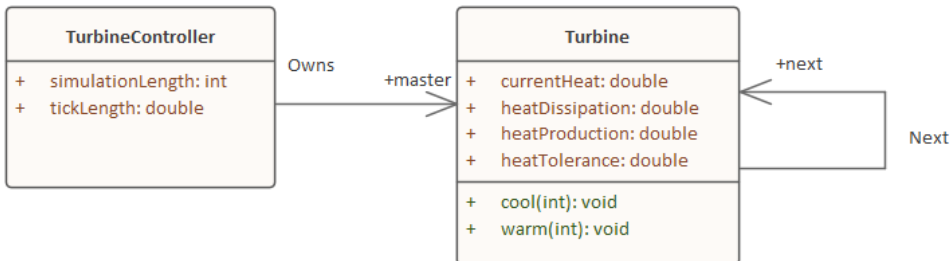 TurbineController
+ simulationLength: int
+ tickLength: double
Owns
+master
Turbine
+ currentHeat: double
+ heatDissipation: double
+ heatProduction: double
+ heatTolerance: double
+ cool(int): void
+ warm(int): void
+next
Next